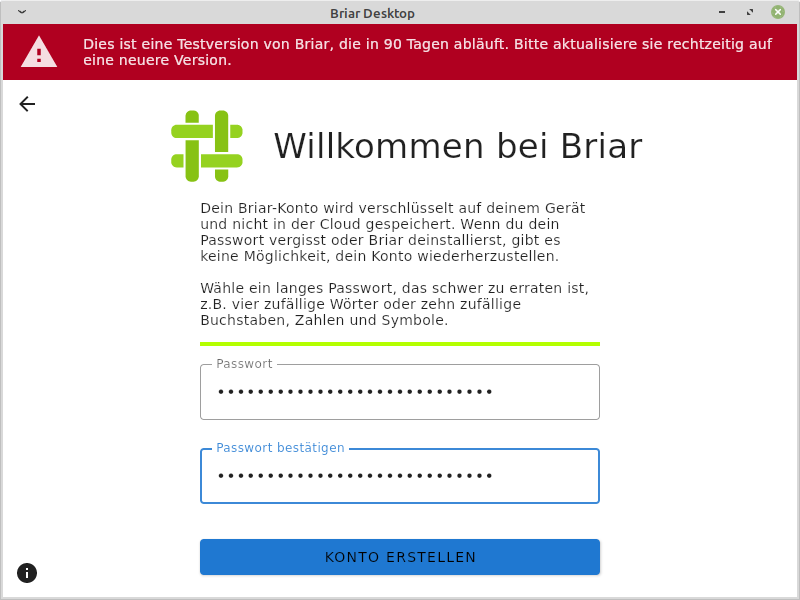 Briar Desktop
Dies ist eine Testversion von Briar, die in 90 Tagen abläuft. Bitte aktualisiere sie rechtzeitig auf
eine neuere Version.
Willkommen bei Briar
Dein Briar-Konto wird verschlüsselt auf deinem Gerät
und nicht in der Cloud gespeichert. Wenn du dein
Passwort vergisst oder Briar deinstallierst, gibt es
keine Möglichkeit, dein Konto wiederherzustellen.
Wähle ein langes Passwort, das schwer zu erraten ist,
z.B. vier zufällige Wörter oder zehn zufällige
Buchstaben, Zahlen und Symbole.
Passwort
••••••••••••••••••••••••••••
Passwort bestätigen
••••••••••••••••••••••••••••
KONTO ERSTELLEN